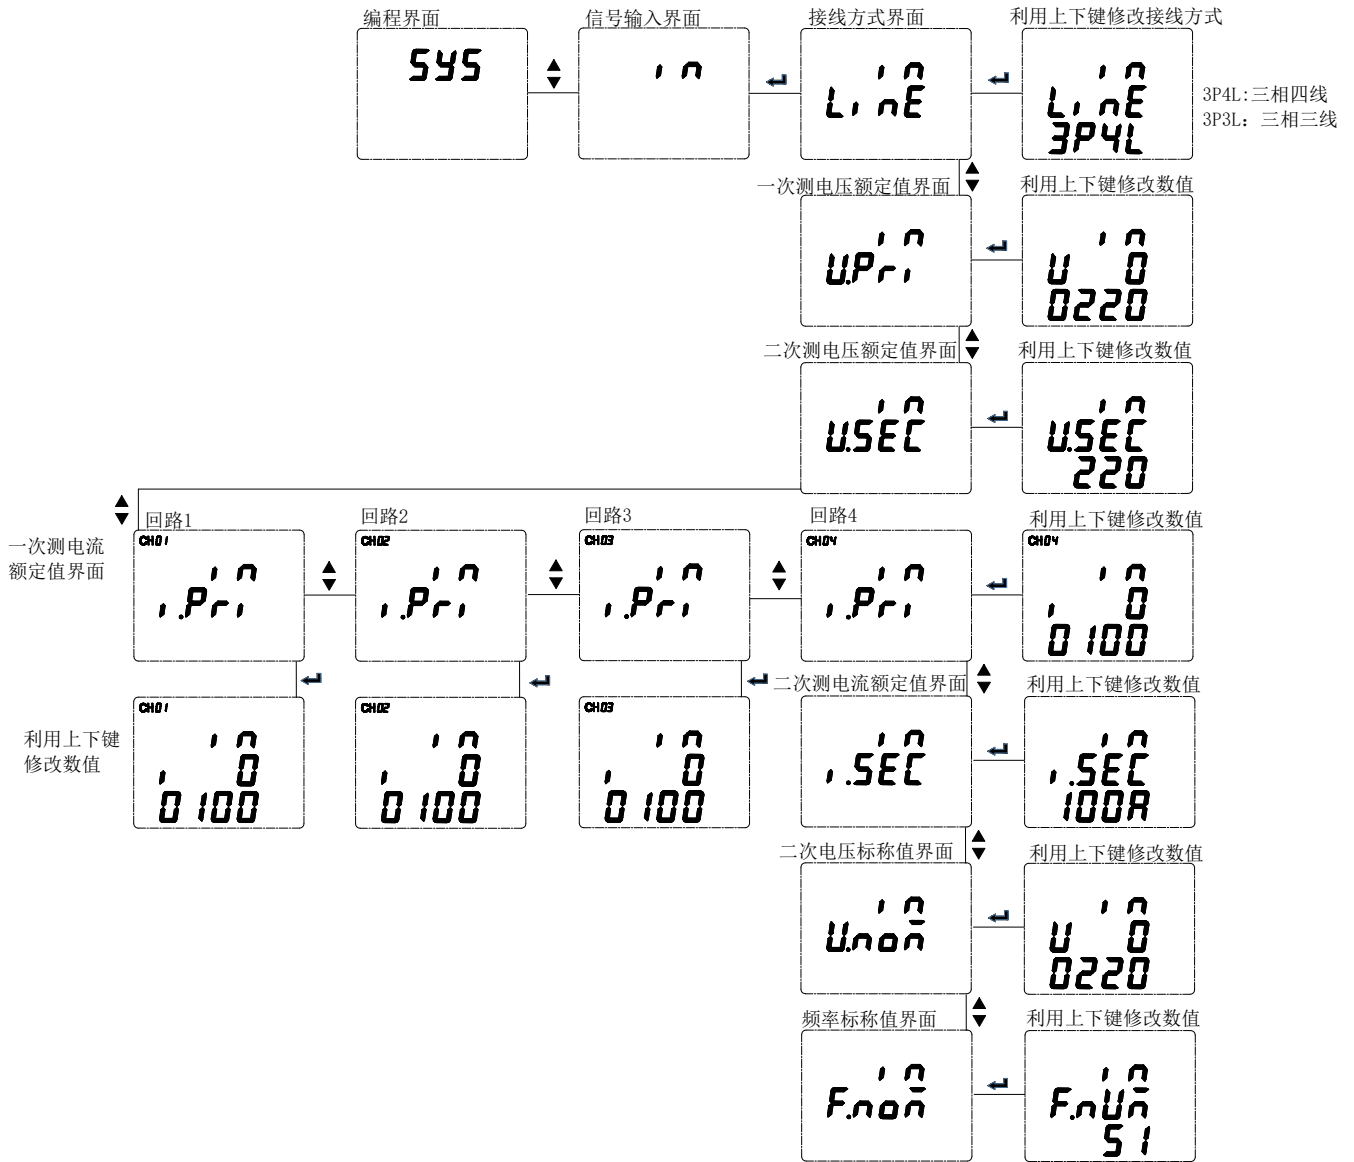 编程界面
信号输入界面
接线方式界面
利用上下键修改接线方式
SYS
in
in
LinE
in
LinE
3P4L
3P4L:三相四线
3P3L: 三相三线
一次测电压额定值界面
利用上下键修改数值
in
U.Pri
in
U 0
0220
二次测电压额定值界面
利用上下键修改数值
in
U.SEC
in
U.SEC
220
一次测电流
额定值界面
回路1
回路2
回路3
回路4
利用上下键修改数值
CH01
in
i.Pri
CH02
in
i.Pri
CH03
in
i.Pri
CH04
in
i.Pri
CH04
in
i 0
0100
利用上下键
修改数值
CH01
in
i 0
0100
CH02
in
i 0
0100
CH03
in
i 0
0100
二次测电流额定值界面
利用上下键修改数值
in
i.SEC
in
i.SEC
100A
二次电压标称值界面
利用上下键修改数值
in
U.non̄
in
U 0
0220
频率标称值界面
利用上下键修改数值
in
F.non̄
in
F.nUn̄
51